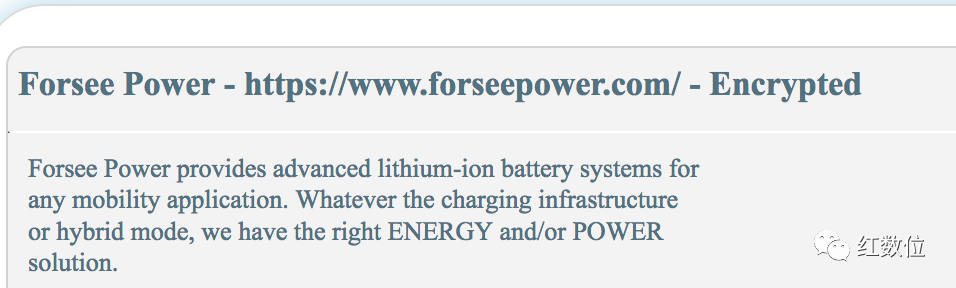 Forsee Power - https://www.forseepower.com/ - Encrypted
Forsee Power provides advanced lithium-ion battery systems for
any mobility application. Whatever the charging infrastructure
or hybrid mode, we have the right ENERGY and/or POWER
solution.
红数位